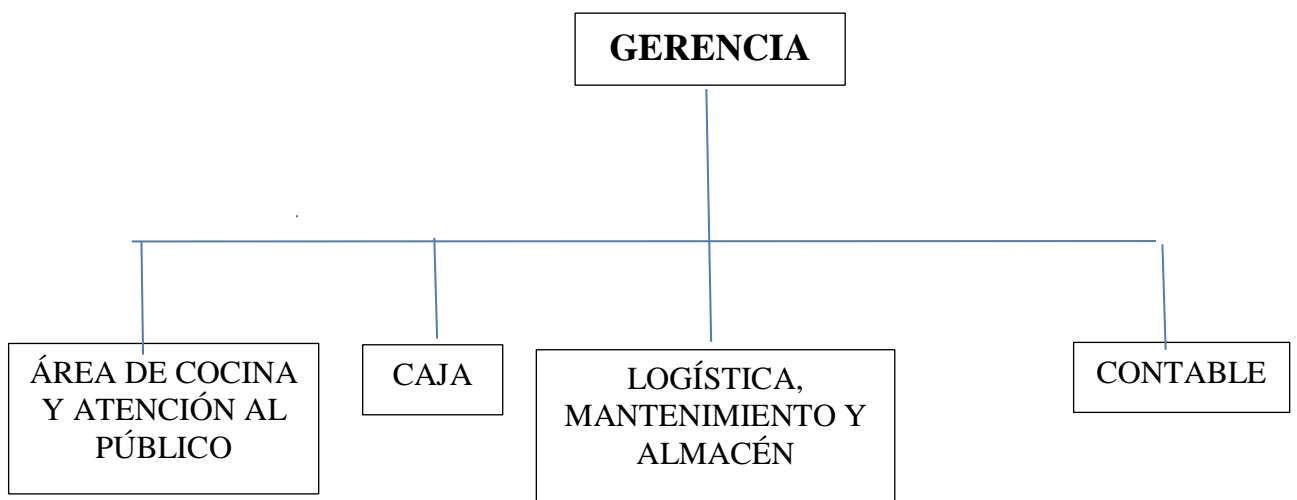 GERENCIA
ÁREA DE COCINA
Y ATENCIÓN AL
PÚBLICO
CAJA
LOGÍSTICA,
MANTENIMIENTO Y
ALMACÉN
CONTABLE